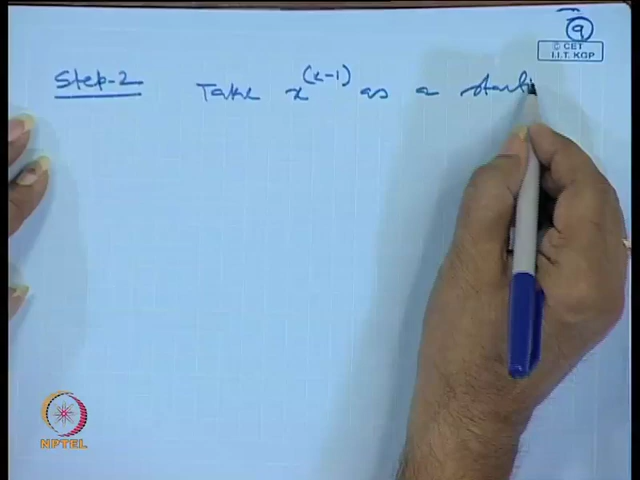 9
© CET
I.I.T. KGP
Step-2 Take x^(k-1) as a starti
NPTEL